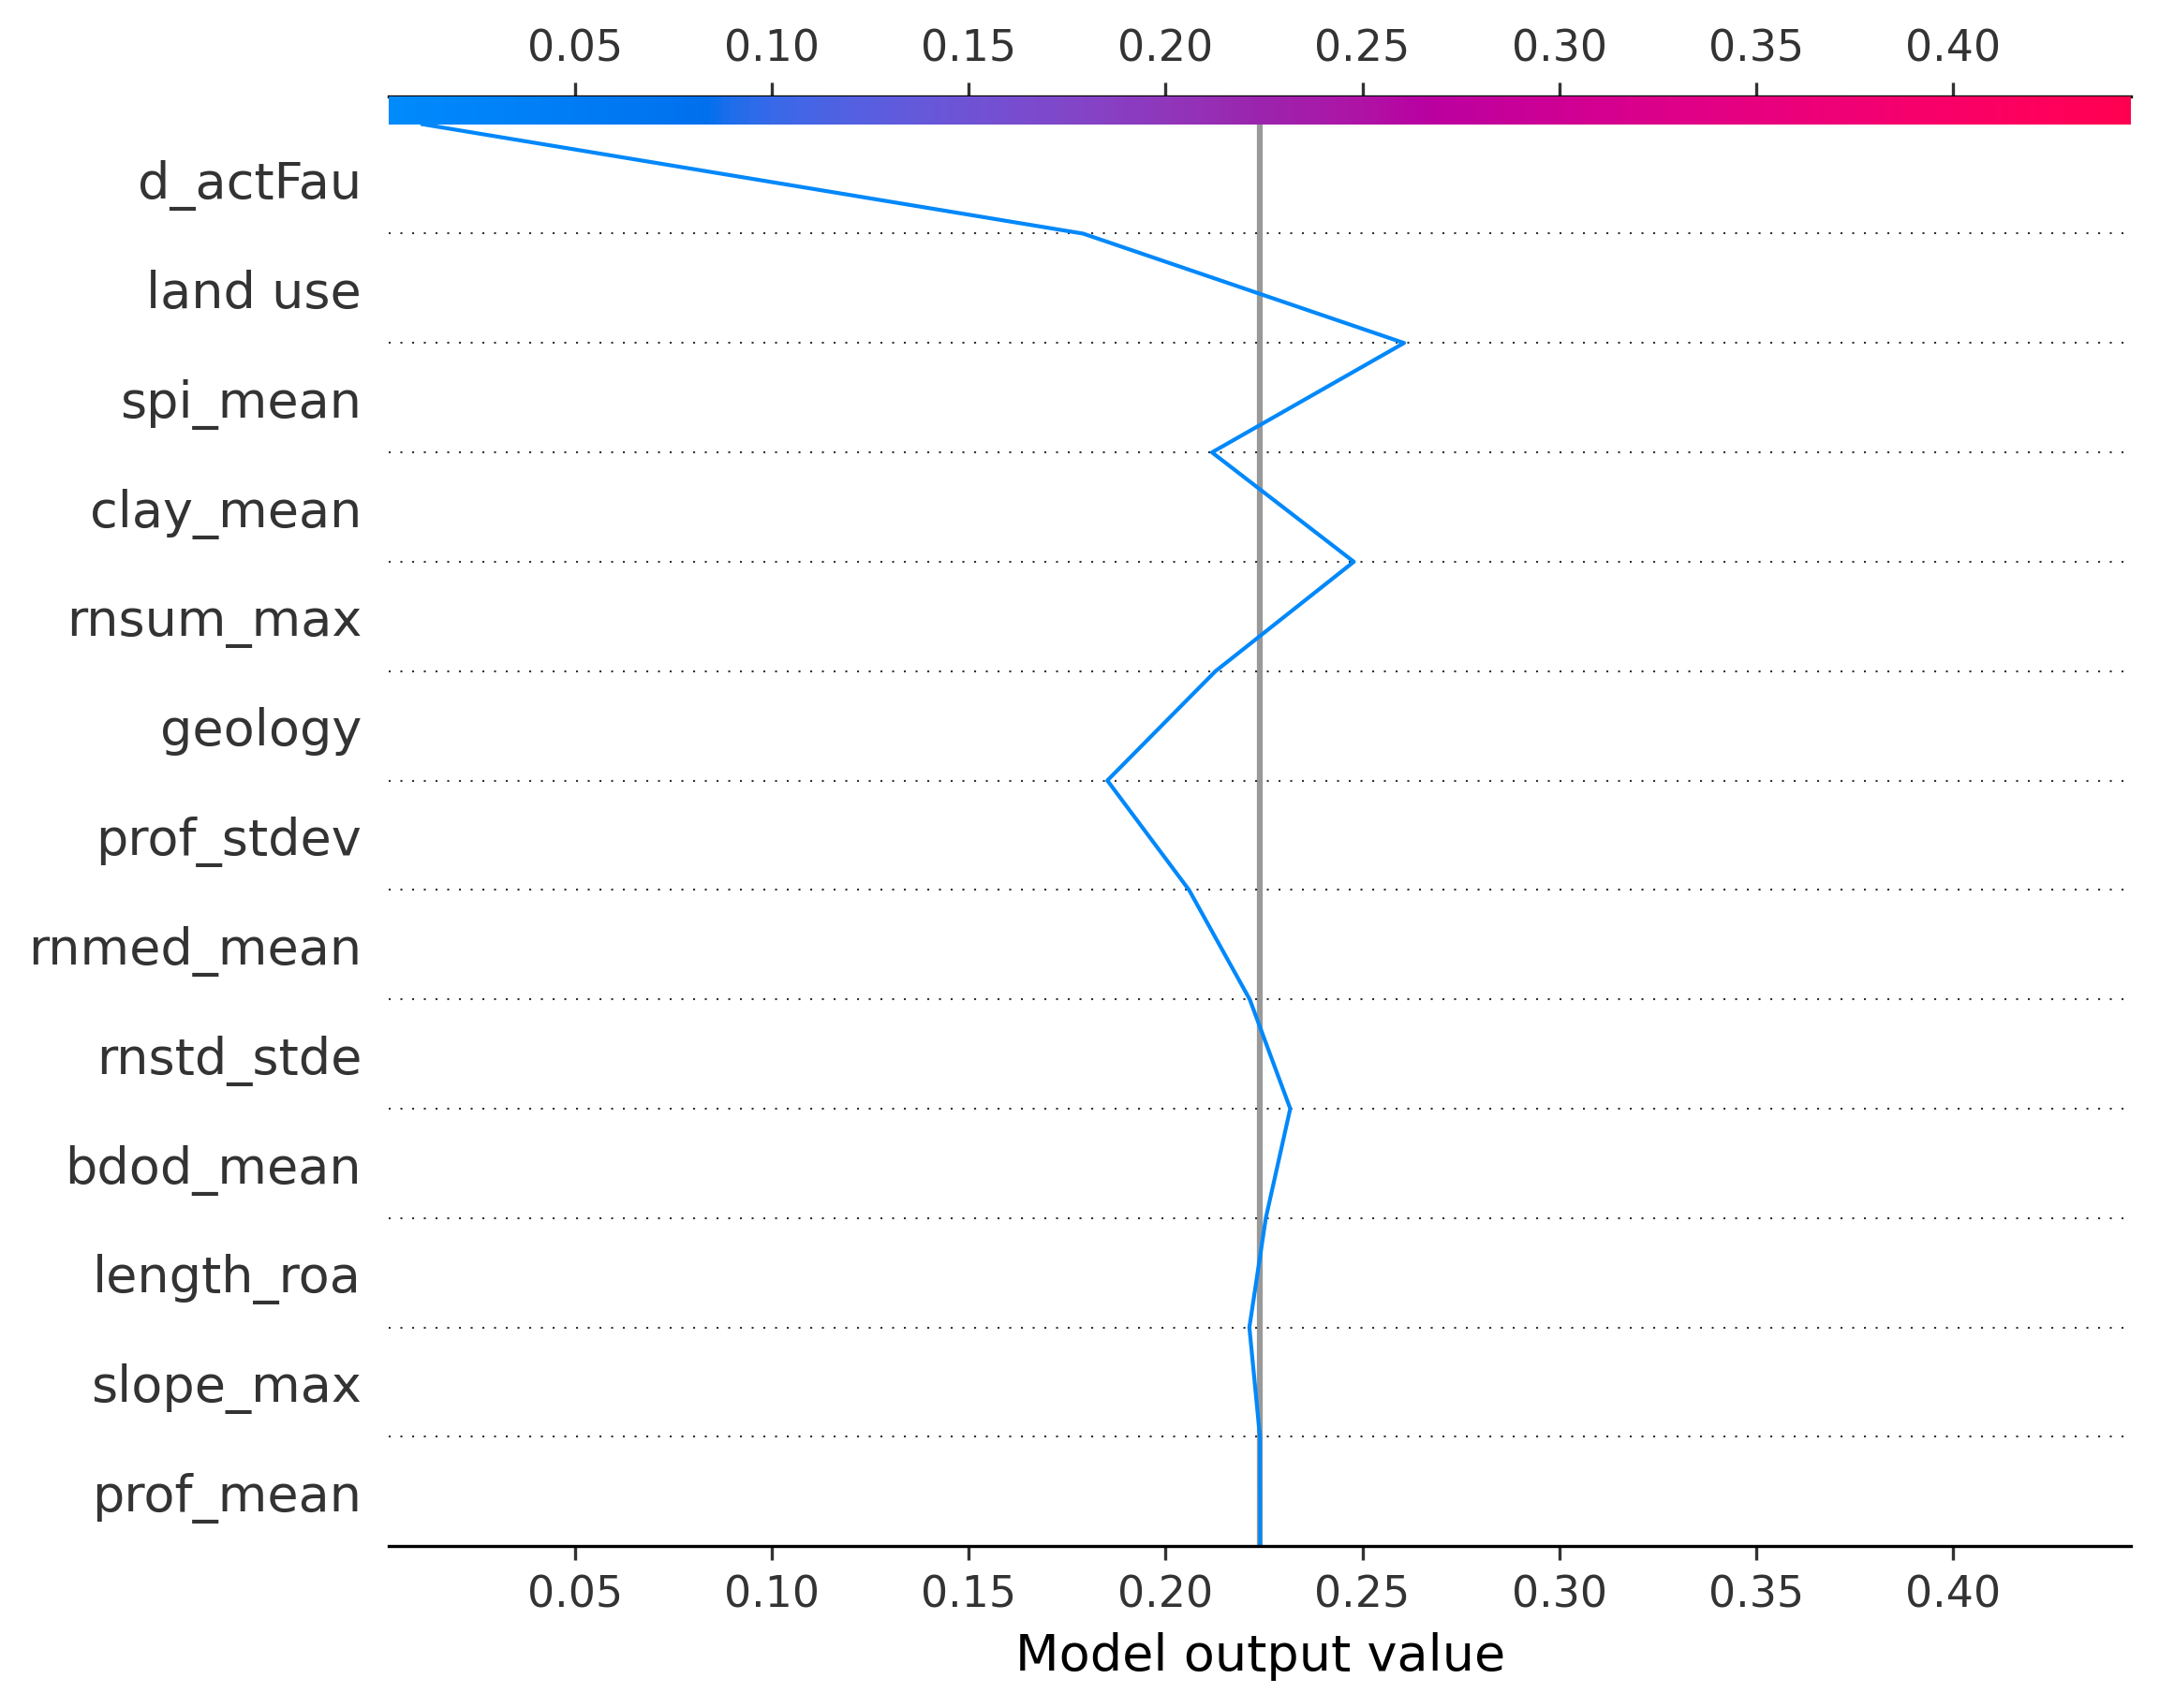 0.05 0.10 0.15 0.20 0.25 0.30 0.35 0.40
d_actFau
land use
spi_mean
clay_mean
rnsum_max
geology
prof_stdev
rnmed_mean
rnstd_stde
bdod_mean
length_roa
slope_max
prof_mean
0.05 0.10 0.15 0.20 0.25 0.30 0.35 0.40
Model output value